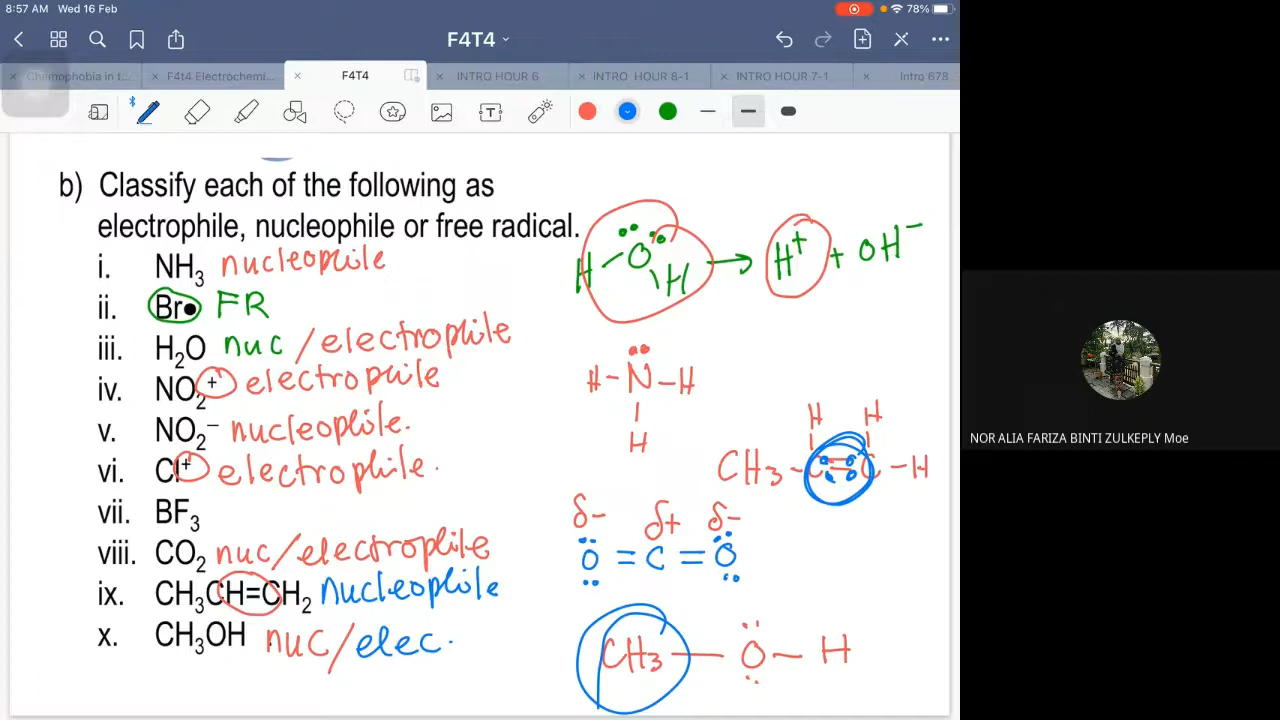 8:57 AM Wed 16 Feb
78%
F4T4
Chemophobia in t...
F4t4 Electrochemi...
F4T4
INTRO HOUR 6
INTRO HOUR 8-1
INTRO HOUR 7-1
Intro 678
b) Classify each of the following as
electrophile, nucleophile or free radical.
i. NH₃ nucleophile
ii. Br• FR
iii. H₂O nuc/electrophile
iv. NO₂⁺ electrophile
v. NO₂⁻ nucleophile.
vi. Cl⁺ electrophile.
vii. BF₃
viii. CO₂ nuc/electrophile
ix. CH₃CH=CH₂ nucleophile
x. CH₃OH nuc/elec.
H – O
H → H⁺ + OH⁻
H – N – H
H
H H
CH₃ – C = C – H
δ– δ+ δ–
O = C = O
CH₃ — O – H
NOR ALIA FARIZA BINTI ZULKEPLY Moe